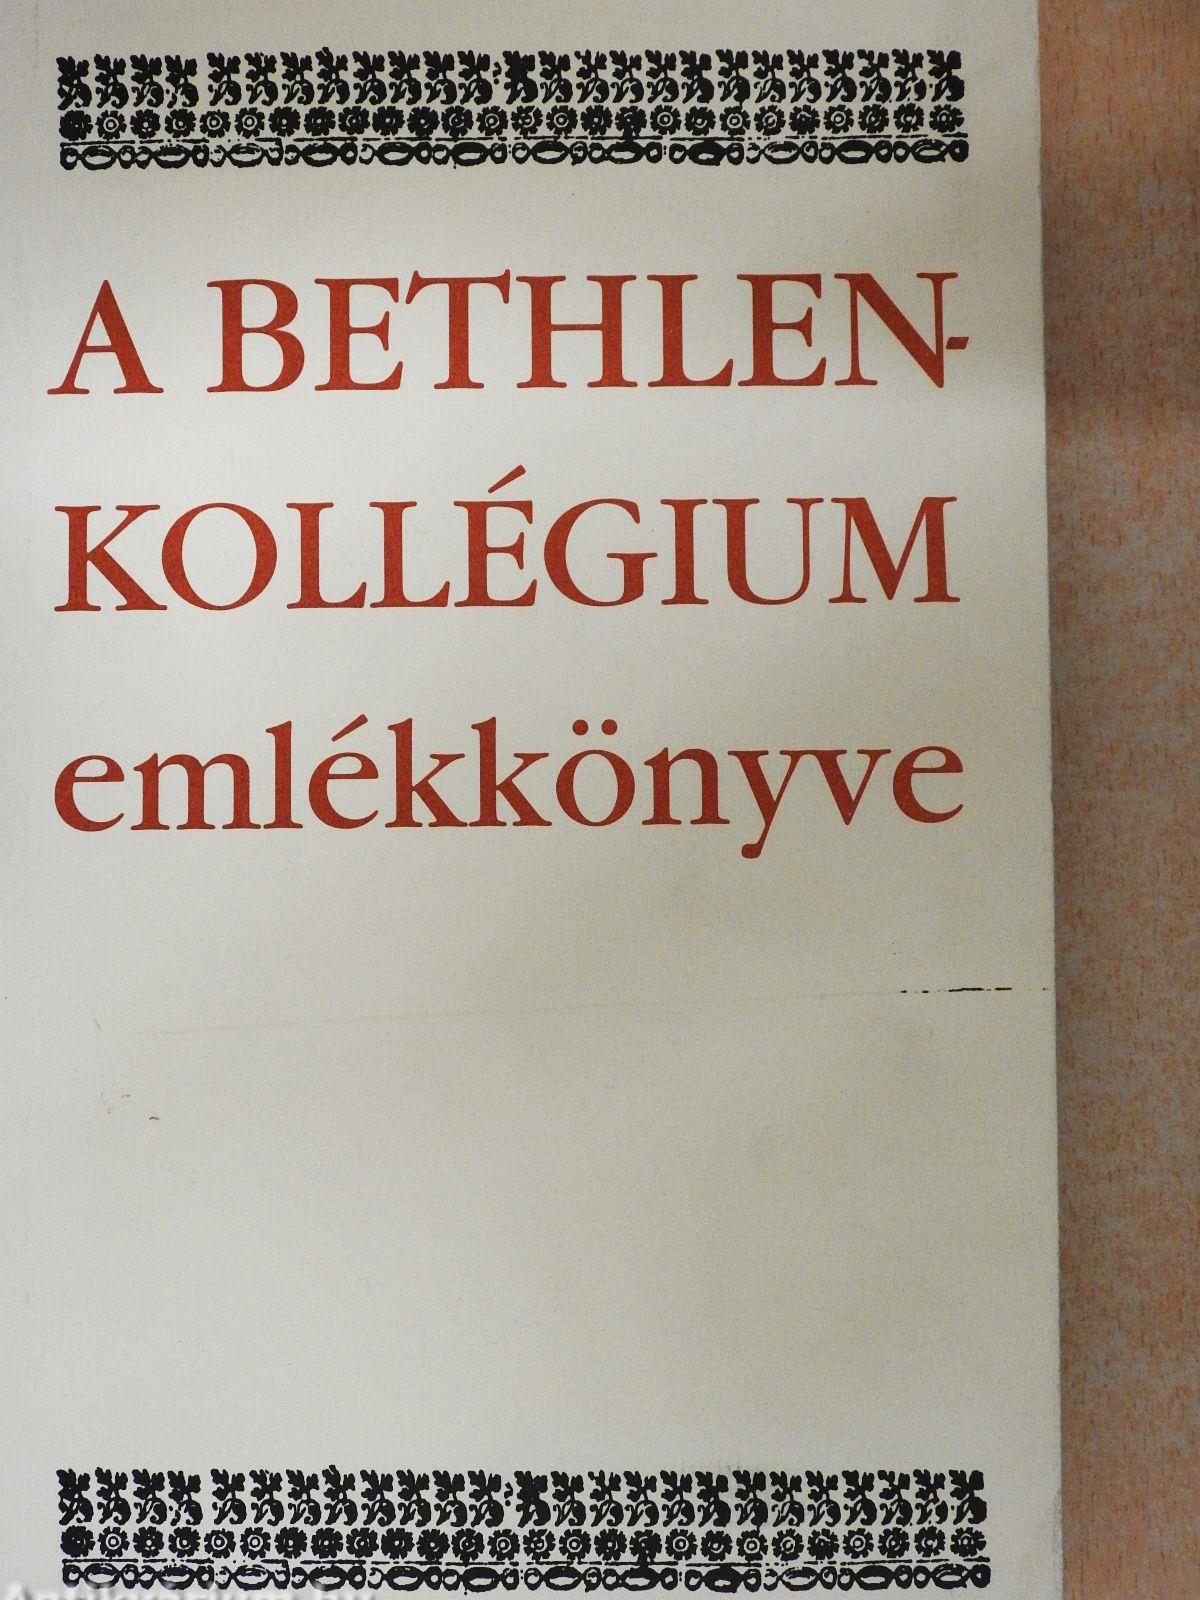 A BETHLEN-
KOLLÉGIUM
emlékkönyve